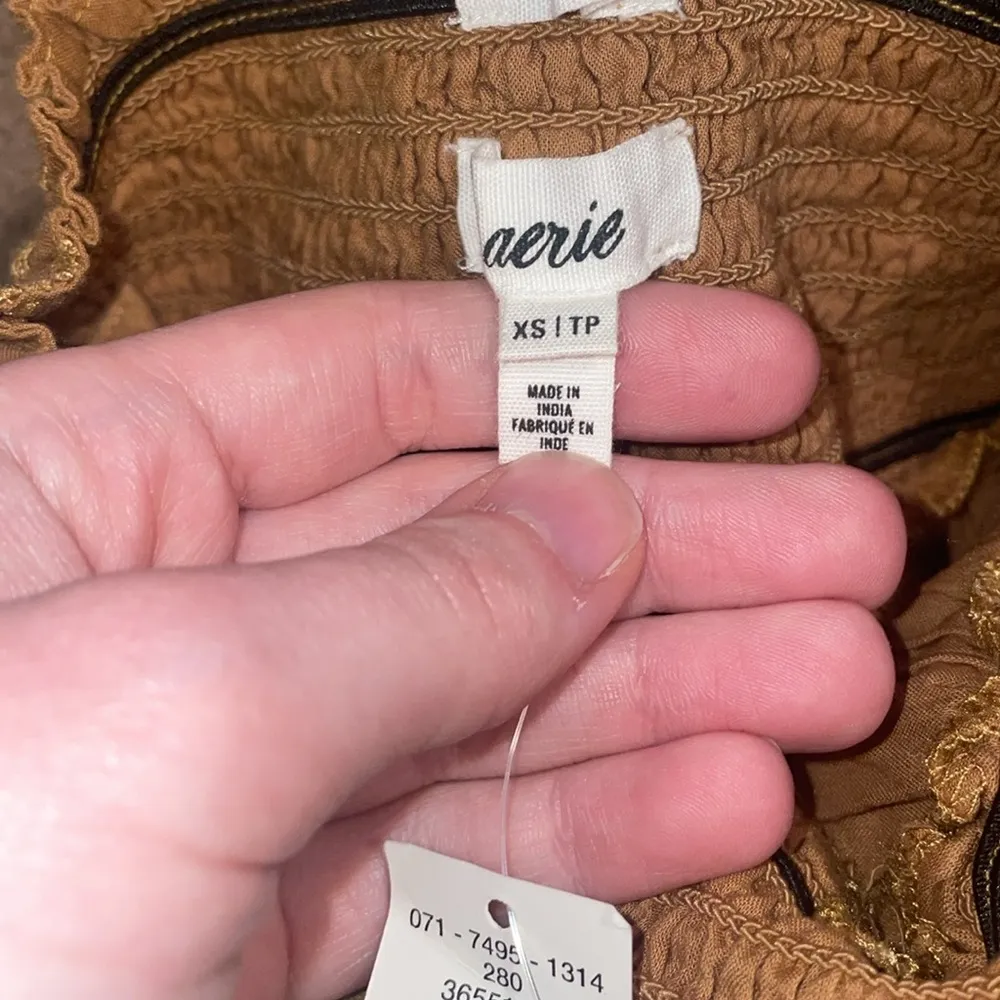 aerie
XS | TP
MADE IN
INDIA
FABRIQUÉ EN
INDE
071 - 7495 - 1314
280